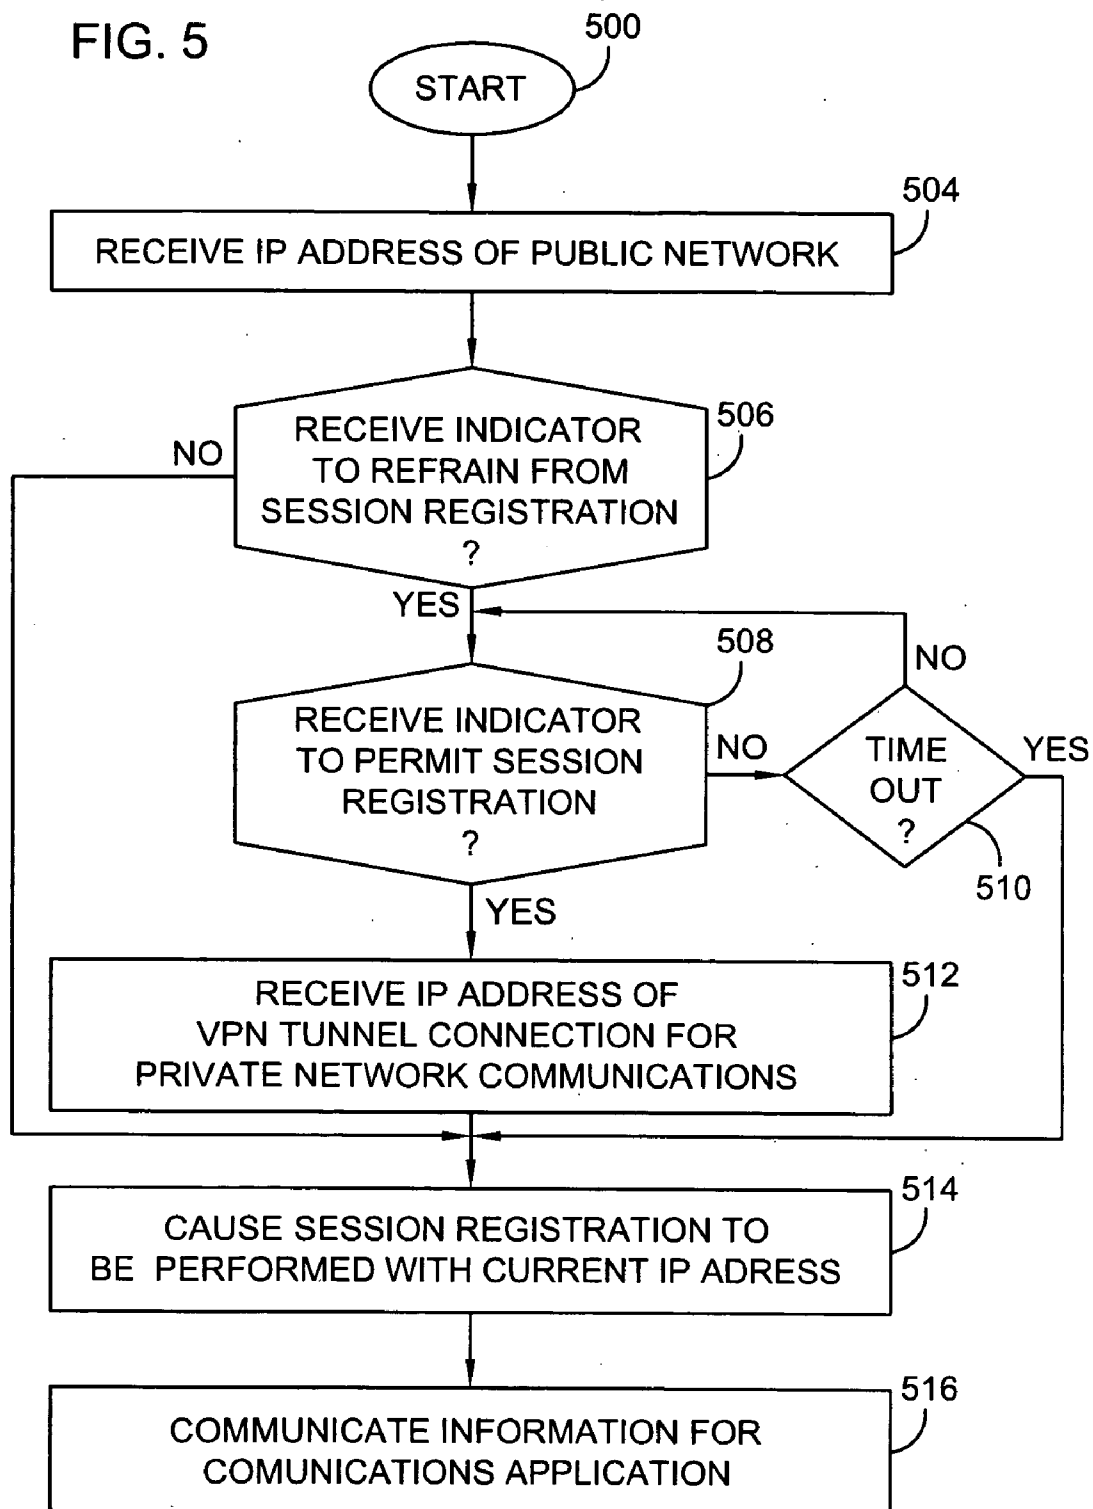 FIG. 5
500
START
504
RECEIVE IP ADDRESS OF PUBLIC NETWORK
506
RECEIVE INDICATOR
TO REFRAIN FROM
SESSION REGISTRATION
?
NO
YES
508
RECEIVE INDICATOR
TO PERMIT SESSION
REGISTRATION
?
NO
YES
NO
TIME
OUT
?
YES
510
512
RECEIVE IP ADDRESS OF
VPN TUNNEL CONNECTION FOR
PRIVATE NETWORK COMMUNICATIONS
514
CAUSE SESSION REGISTRATION TO
BE PERFORMED WITH CURRENT IP ADRESS
516
COMMUNICATE INFORMATION FOR
COMUNICATIONS APPLICATION